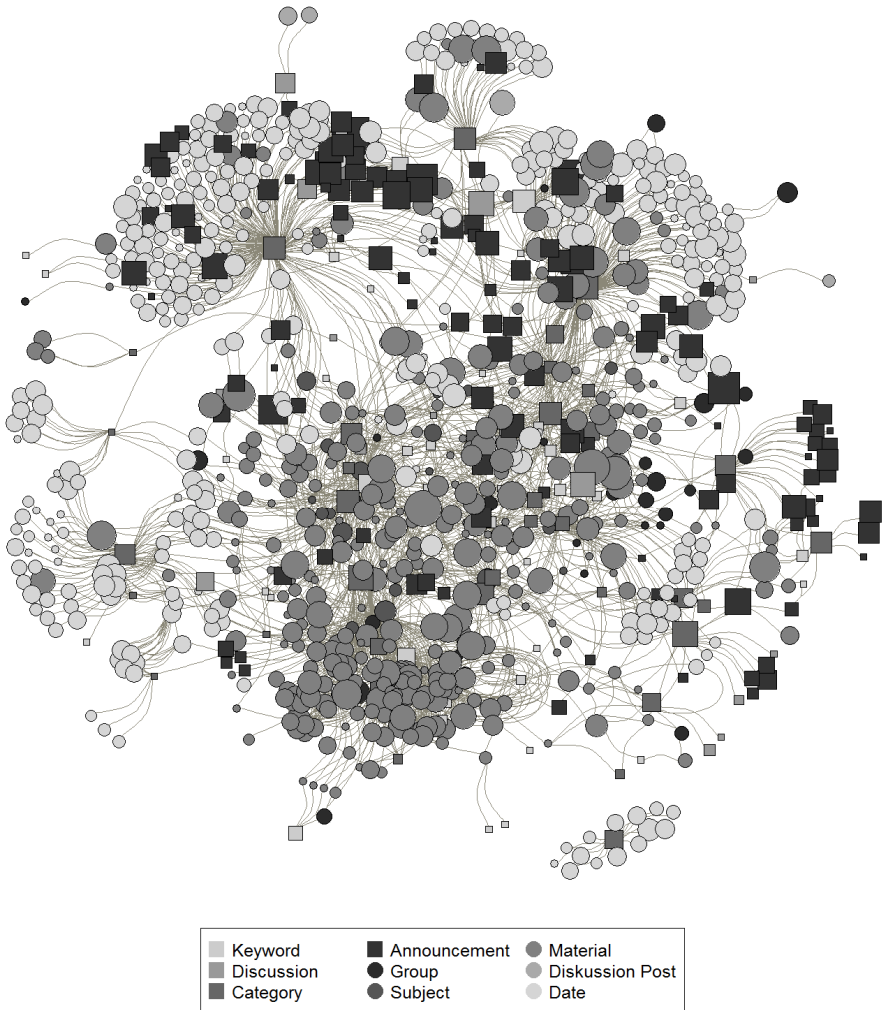 Keyword Announcement Material
Discussion Group Diskussion Post
Category Subject Date